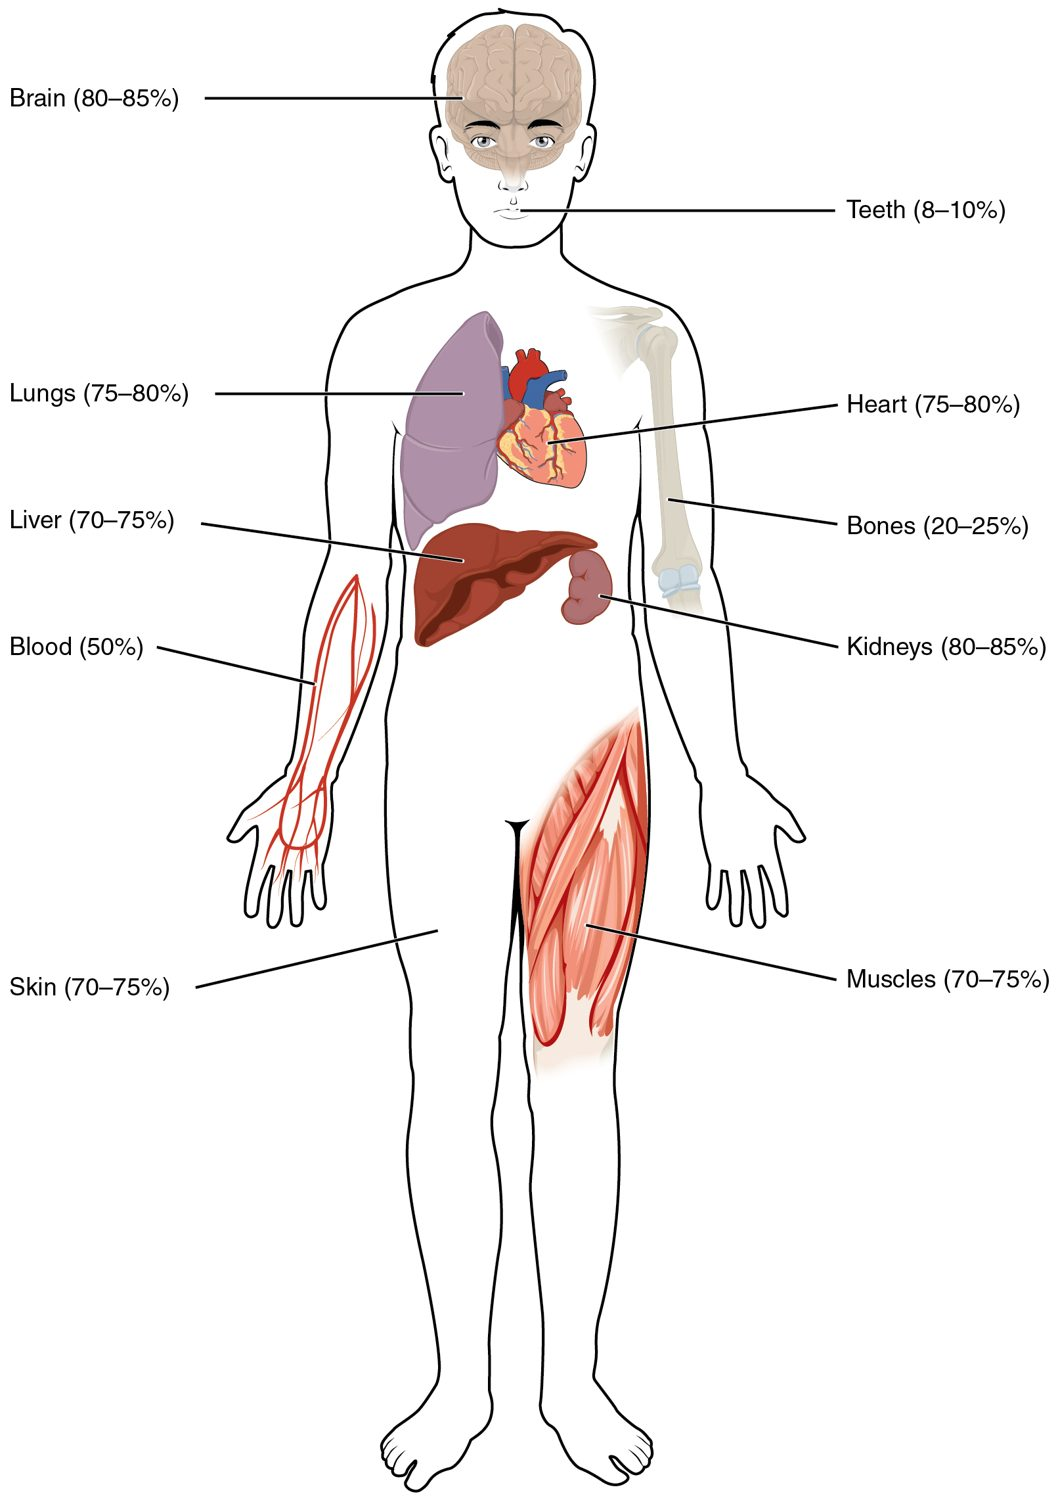 Brain (80–85%)
Teeth (8–10%)
Lungs (75–80%)
Heart (75–80%)
Liver (70–75%)
Bones (20–25%)
Blood (50%)
Kidneys (80–85%)
Skin (70–75%)
Muscles (70–75%)